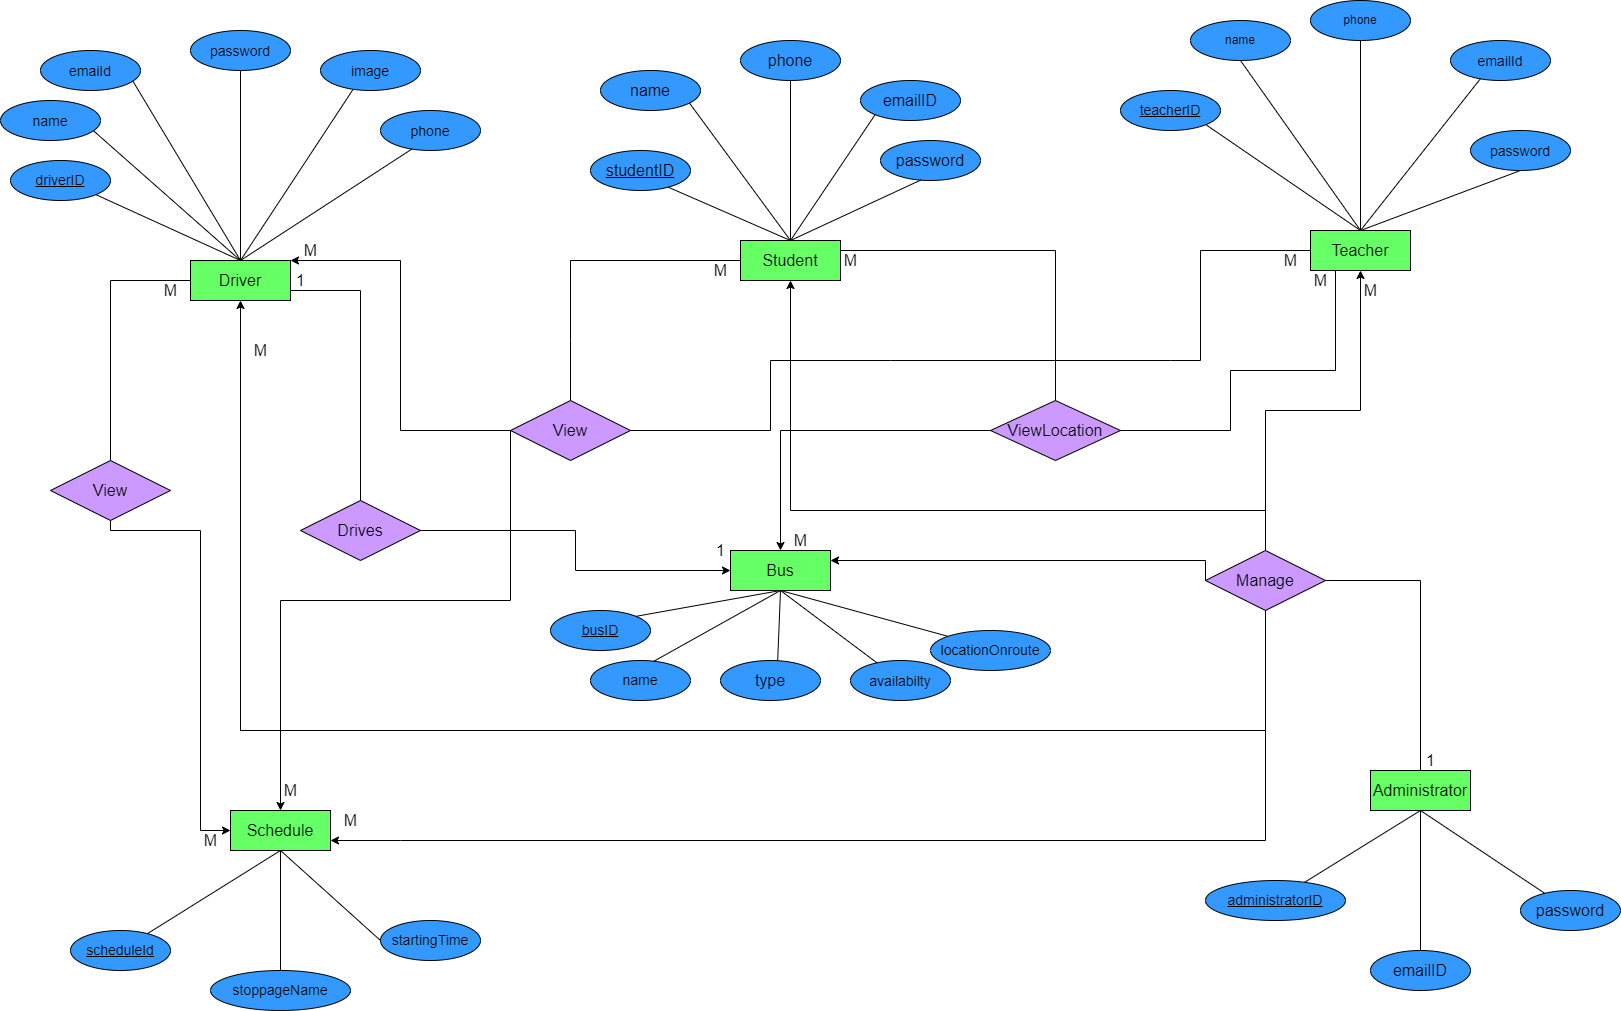 phone
password
name
phone
emaild
image
emailId
name
emailID
name
teacherID
phone
password
password
studentID
driverID
M
Teacher
Student
M
M
M
Driver
1
M
M
M
M
M
View
ViewLocation
View
Drives
M
1
Bus
Manage
busID
locationOnroute
name
type
availabilty
1
M
Administrator
M
Schedule
M
administratorID
password
startingTime
scheduleId
emailID
stoppageName